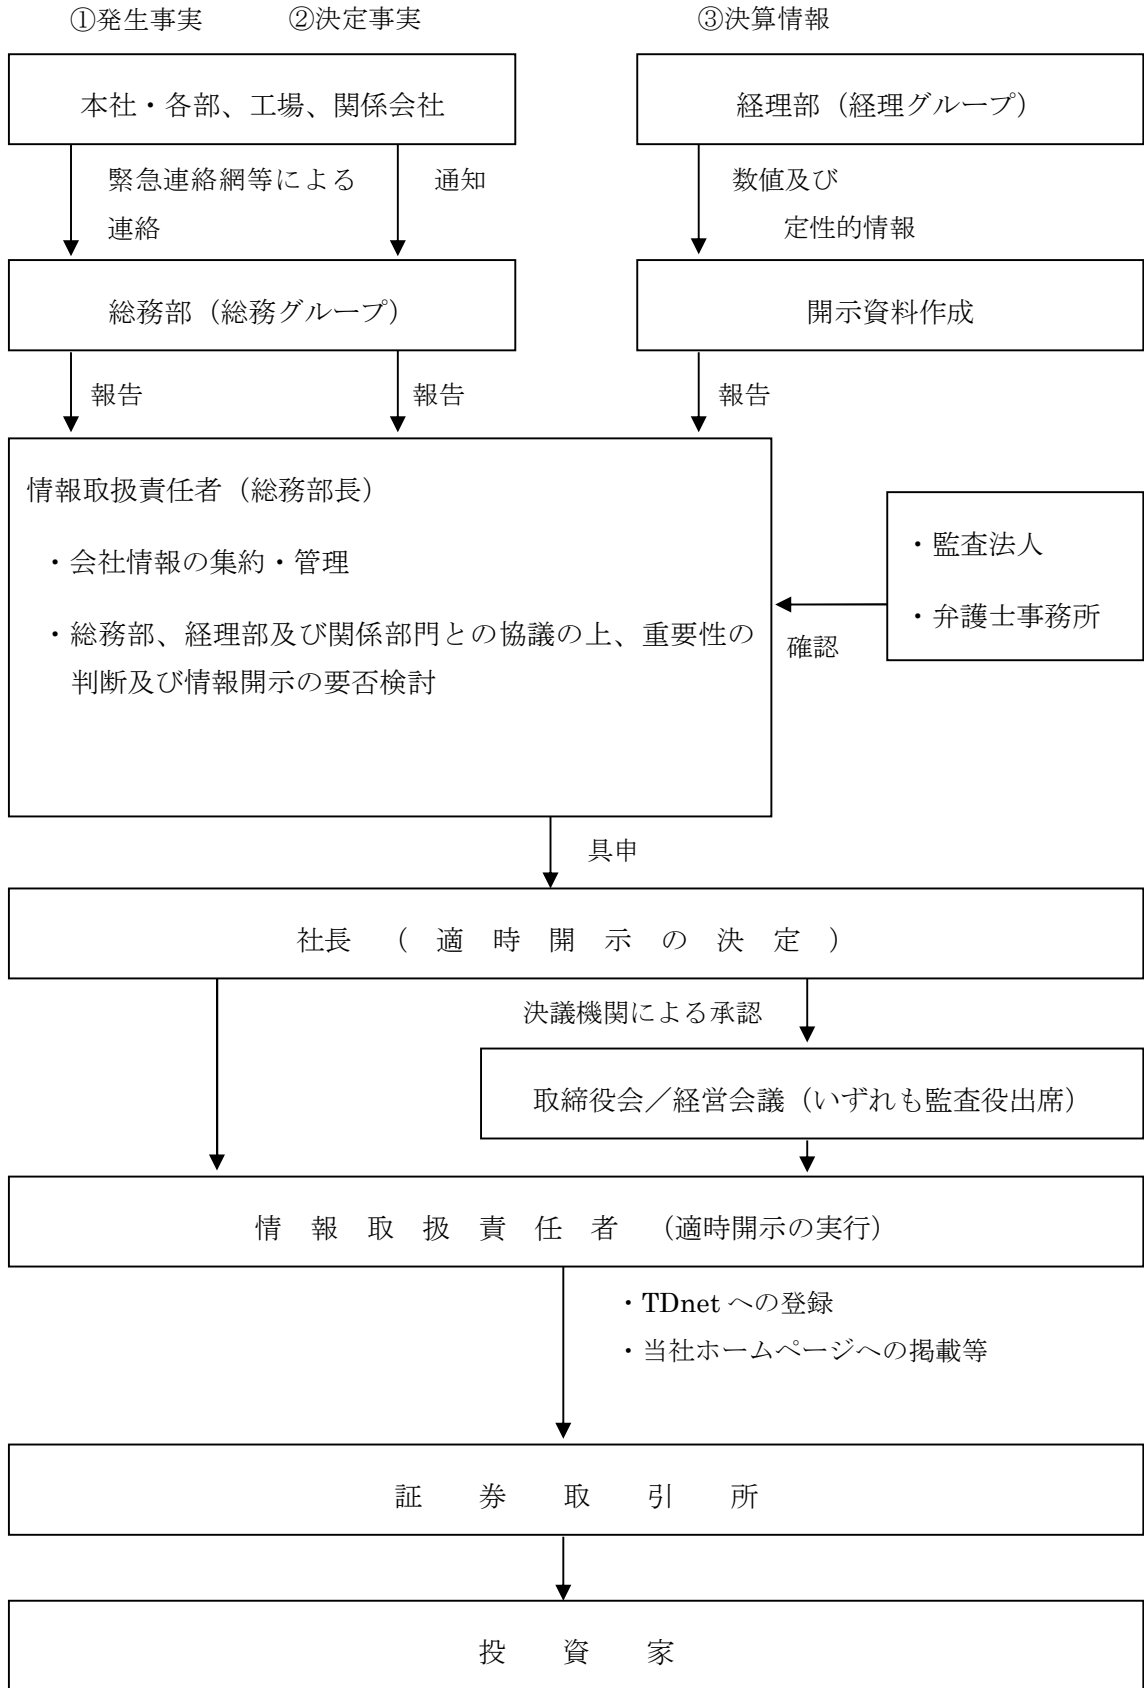 ①発生事実 ②決定事実 ③決算情報
本社・各部、工場、関係会社
経理部（経理グループ）
緊急連絡網等による
連絡
通知
数値及び
定性的情報
総務部（総務グループ）
開示資料作成
報告
報告
報告
情報取扱責任者（総務部長）
・会社情報の集約・管理
・総務部、経理部及び関係部門との協議の上、重要性の
判断及び情報開示の要否検討
・監査法人
・弁護士事務所
確認
具申
社長 （ 適 時 開 示 の 決 定 ）
決議機関による承認
取締役会／経営会議（いずれも監査役出席）
情 報 取 扱 責 任 者 （適時開示の実行）
・TDnet への登録
・当社ホームページへの掲載等
証 券 取 引 所
投 資 家